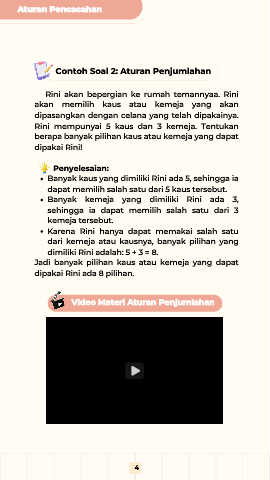 Aturan Pencacahan
Contoh Soal 2: Aturan Penjumlahan
Rini akan bepergian ke rumah temannya. Rini
akan memilih kaus atau kemeja yang akan
dipasangkan dengan celana yang telah dipakainya.
Rini mempunyai 5 kaus dan 3 kemeja. Tentukan
berapa banyak pilihan kaus atau kemeja yang dapat
dipakai Rini!
Penyelesaian:
• Banyak kaus yang dimiliki Rini ada 5, sehingga ia
dapat memilih salah satu dari 5 kaus tersebut.
• Banyak kemeja yang dimiliki Rini ada 3,
sehingga ia dapat memilih salah satu dari 3
kemeja tersebut.
• Karena Rini hanya dapat memakai salah satu
dari kemeja atau kausnya, banyak pilihan yang
dimiliki Rini adalah: 5 + 3 = 8.
Jadi banyak pilihan kaus atau kemeja yang dapat
dipakai Rini ada 8 pilihan.
Video Materi Aturan Penjumlahan
4